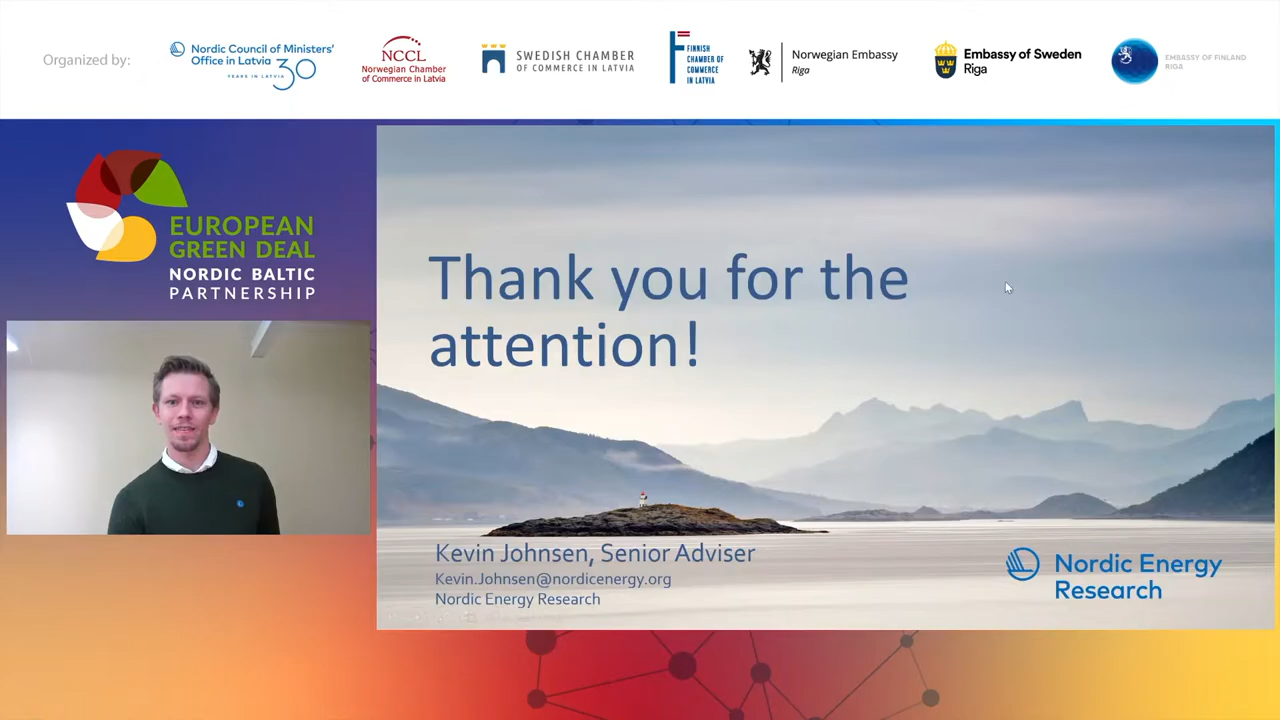 Organized by:
Nordic Council of Ministers'
Office in Latvia
YEARS IN LATVIA 30
NCCL
Norwegian Chamber
of Commerce in Latvia
SWEDISH CHAMBER
OF COMMERCE IN LATVIA
FINNISH
CHAMBER OF
COMMERCE
IN LATVIA
Norwegian Embassy
Riga
Embassy of Sweden
Riga
EMBASSY OF FINLAND
RIGA
EUROPEAN
GREEN DEAL
NORDIC BALTIC
PARTNERSHIP
Thank you for the
attention!
Kevin Johnsen, Senior Adviser
Kevin.Johnsen@nordicenergy.org
Nordic Energy Research
Nordic Energy
Research